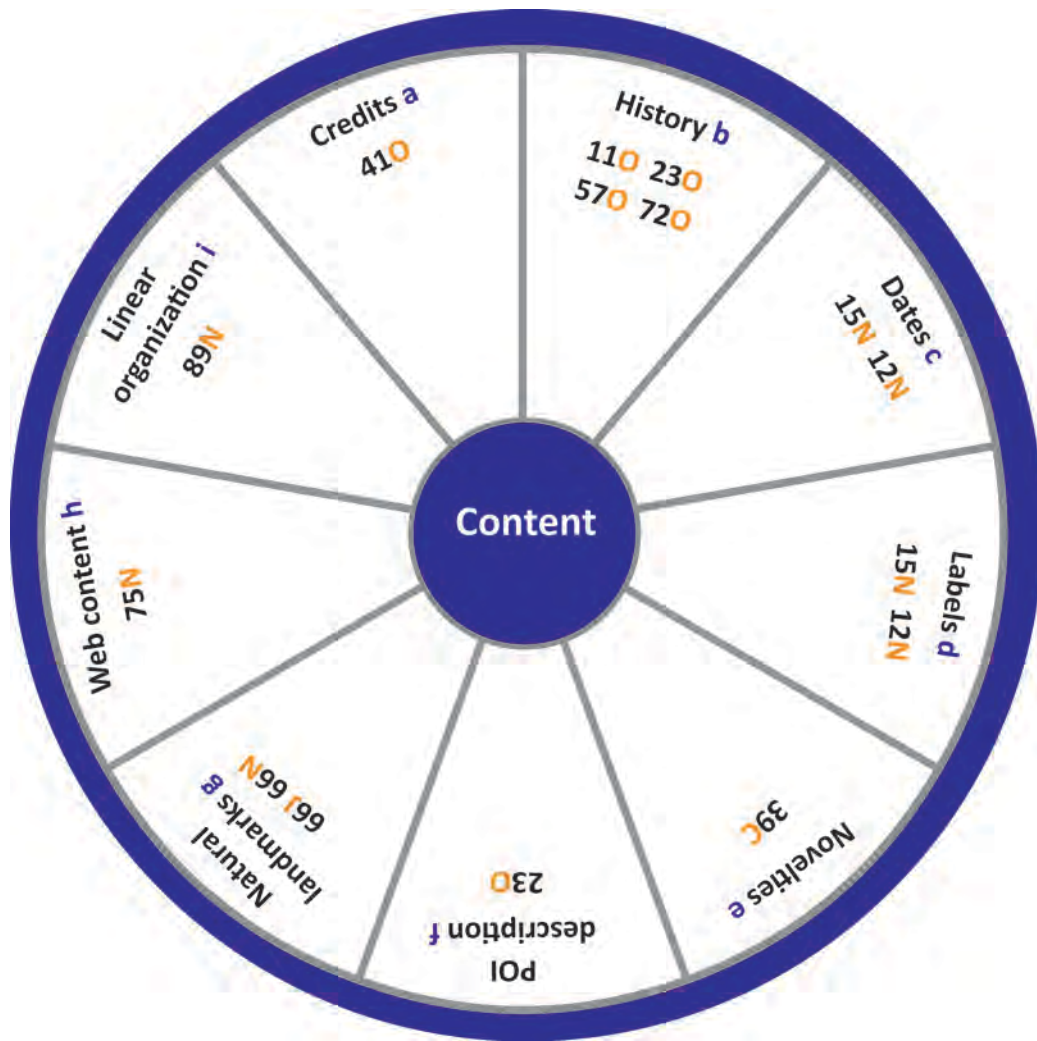 Content
Credits a
41O
History b
11O 23O
57O 72O
Dates c
15N 12N
Labels d
15N 12N
Novelties e
39C
POI
description f
23O
Natural
landmarks g
66J 66N
Web content h
75N
Linear
organization i
89N